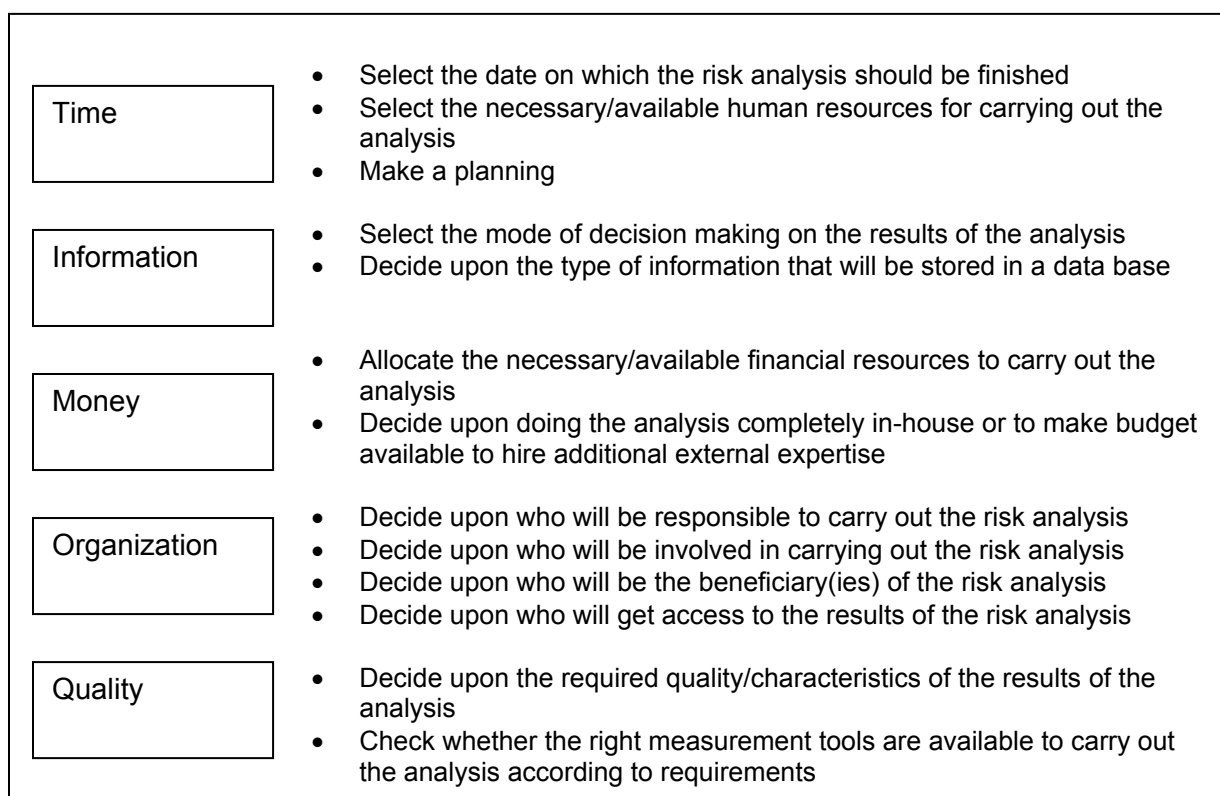 Time
• Select the date on which the risk analysis should be finished
• Select the necessary/available human resources for carrying out the
analysis
• Make a planning
Information
• Select the mode of decision making on the results of the analysis
• Decide upon the type of information that will be stored in a data base
Money
• Allocate the necessary/available financial resources to carry out the
analysis
• Decide upon doing the analysis completely in-house or to make budget
available to hire additional external expertise
Organization
• Decide upon who will be responsible to carry out the risk analysis
• Decide upon who will be involved in carrying out the risk analysis
• Decide upon who will be the beneficiary(ies) of the risk analysis
• Decide upon who will get access to the results of the risk analysis
Quality
• Decide upon the required quality/characteristics of the results of the
analysis
• Check whether the right measurement tools are available to carry out
the analysis according to requirements